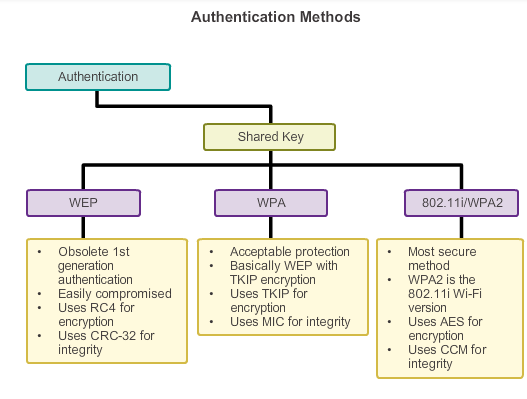 Authentication Methods
Authentication
Shared Key
WEP
WPA
802.11i/WPA2
• Obsolete 1st
generation
authentication
• Easily compromised
• Uses RC4 for
encryption
• Uses CRC-32 for
integrity
• Acceptable protection
• Basically WEP with
TKIP encryption
• Uses TKIP for
encryption
• Uses MIC for integrity
• Most secure
method
• WPA2 is the
802.11i Wi-Fi
version
• Uses AES for
encryption
• Uses CCM for
integrity